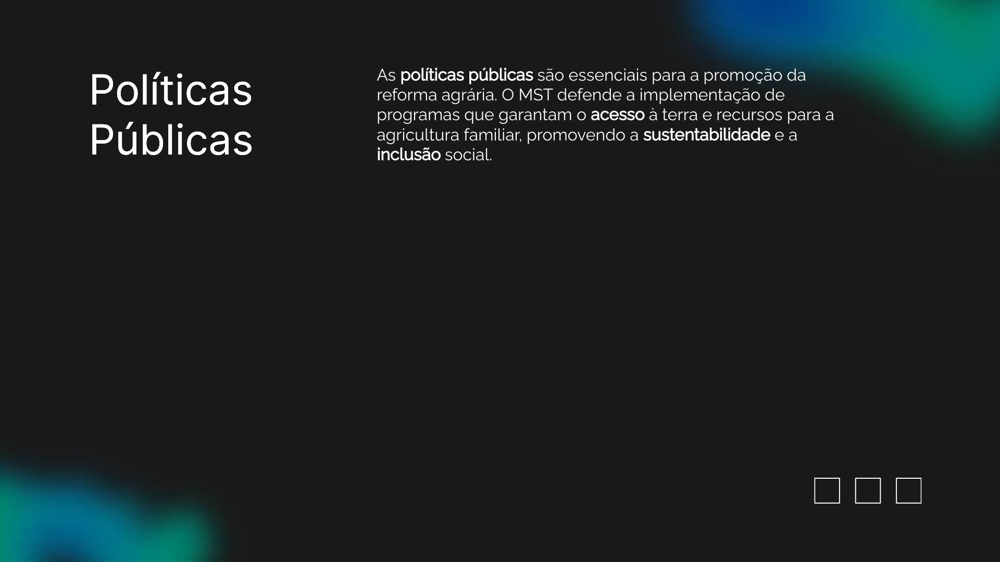 Políticas
Públicas
As políticas públicas são essenciais para a promoção da
reforma agrária. O MST defende a implementação de
programas que garantam o acesso à terra e recursos para a
agricultura familiar, promovendo a sustentabilidade e a
inclusão social.